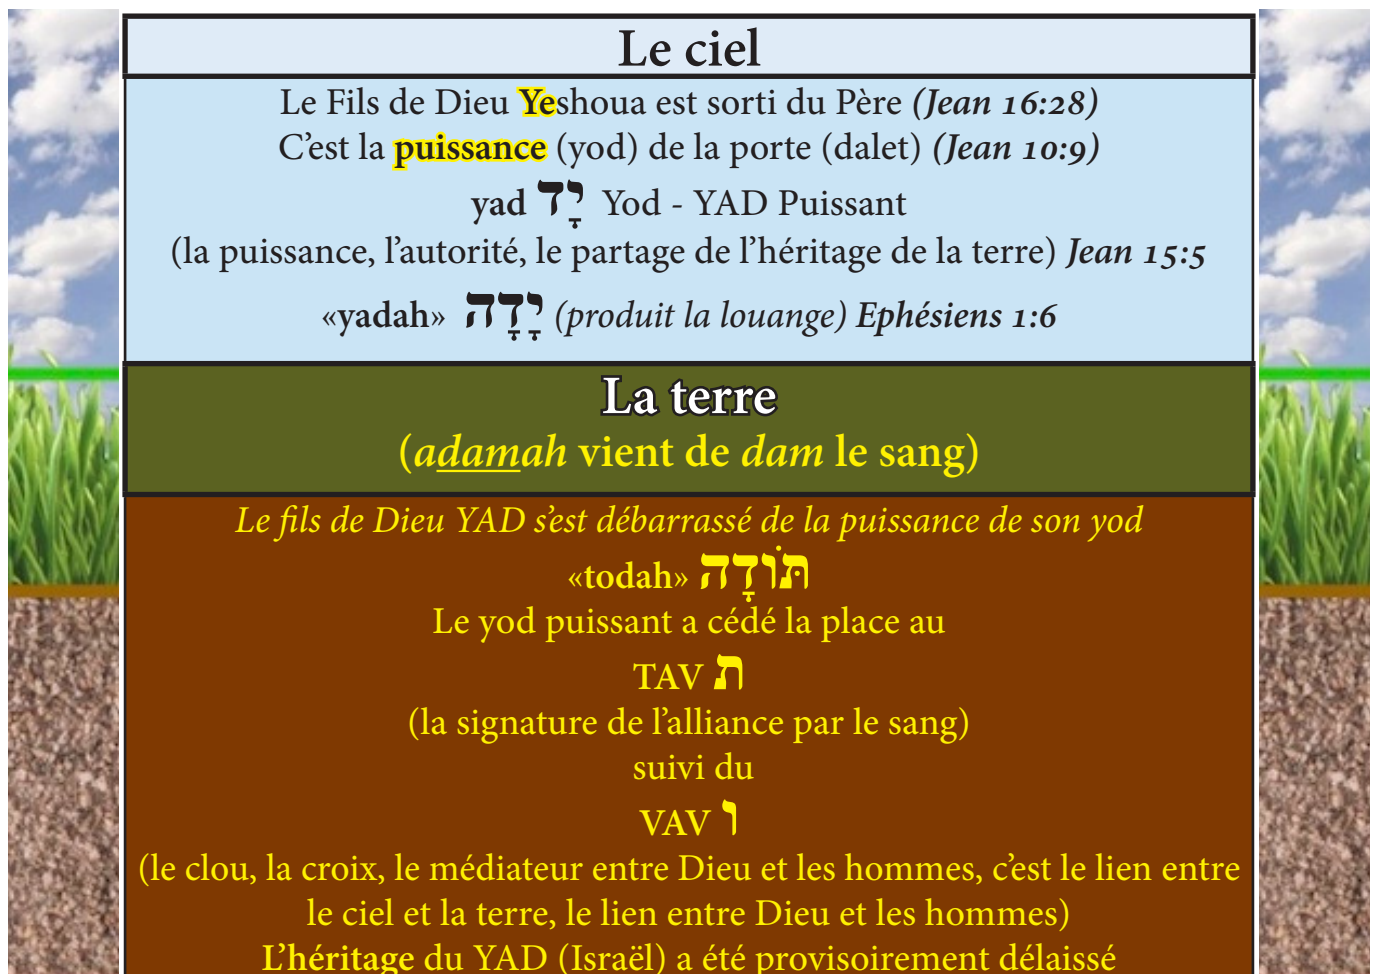 Le ciel
Le Fils de Dieu Yeshoua est sorti du Père (Jean 16:28)
C'est la puissance (yod) de la porte (dalet) (Jean 10:9)
yad יָד Yod - YAD Puissant
(la puissance, l'autorité, le partage de l'héritage de la terre) Jean 15:5
«yadah» יָדָה (produit la louange) Ephésiens 1:6
La terre
(adamah vient de dam le sang)
Le fils de Dieu YAD s'est débarrassé de la puissance de son yod
«todah» תּוֹדָה
Le yod puissant a cédé la place au
TAV ת
(la signature de l'alliance par le sang)
suivi du
VAV ו
(le clou, la croix, le médiateur entre Dieu et les hommes, c'est le lien entre
le ciel et la terre, le lien entre Dieu et les hommes)
L'héritage du YAD (Israël) a été provisoirement délaissé